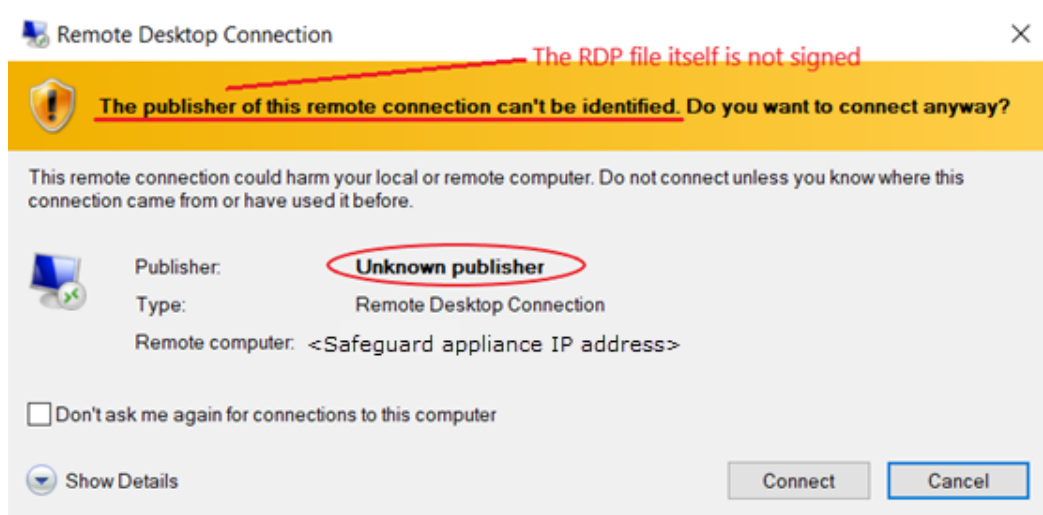 Remote Desktop Connection
The RDP file itself is not signed
The publisher of this remote connection can't be identified. Do you want to connect anyway?
This remote connection could harm your local or remote computer. Do not connect unless you know where this
connection came from or have used it before.
Publisher: Unknown publisher
Type: Remote Desktop Connection
Remote computer: <Safeguard appliance IP address>
Don't ask me again for connections to this computer
Show Details Connect Cancel